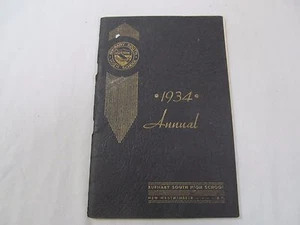 1934
Annual
BURNABY SOUTH HIGH SCHOOL
NEW WESTMINSTER B.C.